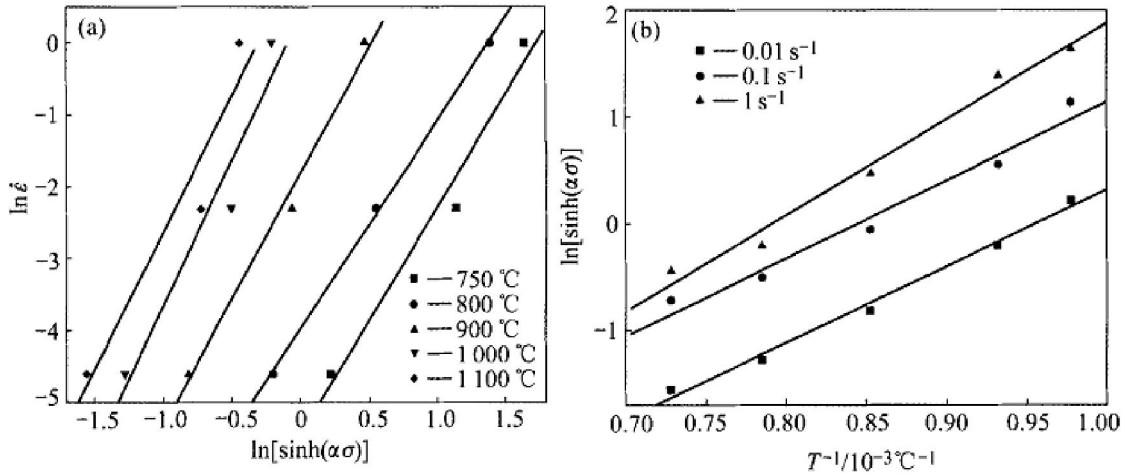 (a)
0
−1
−2
−3
−4
−5
ln ε̇
750 ℃
800 ℃
900 ℃
1 000 ℃
1 100 ℃
−1.5 −1.0 −0.5 0 0.5 1.0 1.5
ln[sinh(ασ)]
(b)
2
1
0
−1
ln[sinh(ασ)]
0.01 s⁻¹
0.1 s⁻¹
1 s⁻¹
0.70 0.75 0.80 0.85 0.90 0.95 1.00
T⁻¹/10⁻³℃⁻¹